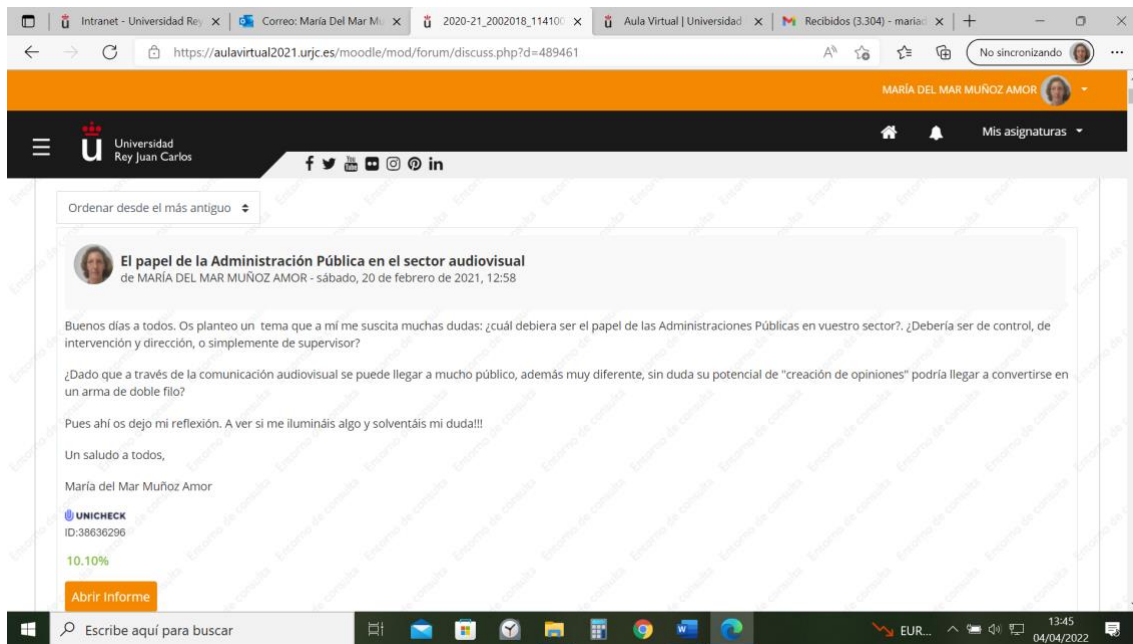 Intranet - Universidad Rey
Correo: María Del Mar Mu
2020-21_2002018_114100
Aula Virtual | Universidad
Recibidos (3.304) - mariad
https://aulavirtual2021.urjc.es/moodle/mod/forum/discuss.php?d=489461
No sincronizando
MARÍA DEL MAR MUÑOZ AMOR
Universidad
Rey Juan Carlos
Mis asignaturas
Ordenar desde el más antiguo
El papel de la Administración Pública en el sector audiovisual
de MARÍA DEL MAR MUÑOZ AMOR - sábado, 20 de febrero de 2021, 12:58
Buenos días a todos. Os planteo un tema que a mí me suscita muchas dudas: ¿cuál debiera ser el papel de las Administraciones Públicas en vuestro sector?. ¿Debería ser de control, de
intervención y dirección, o simplemente de supervisor?
¿Dado que a través de la comunicación audiovisual se puede llegar a mucho público, además muy diferente, sin duda su potencial de "creación de opiniones" podría llegar a convertirse en
un arma de doble filo?
Pues ahí os dejo mi reflexión. A ver si me ilumináis algo y solventáis mi duda!!!
Un saludo a todos,
María del Mar Muñoz Amor
UNICHECK
ID:38636296
10.10%
Abrir Informe
Entorno de consulta
Escribe aquí para buscar
EUR...
13:45
04/04/2022